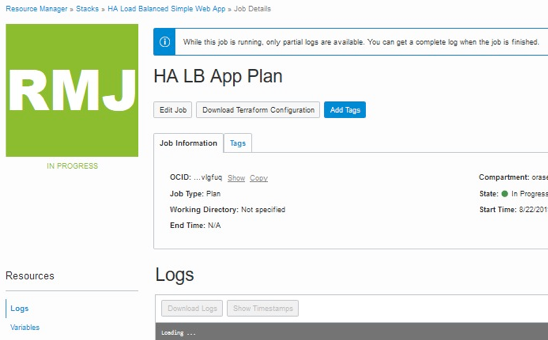 Resource Manager » Stacks » HA Load Balanced Simple Web App » Job Details
RMJ
IN PROGRESS
While this job is running, only partial logs are available. You can get a complete log when the job is finished.
HA LB App Plan
Edit Job Download Terraform Configuration Add Tags
Job Information Tags
OCID: ...vlgfuq Show Copy
Compartment: orase
Job Type: Plan
State: In Progress
Working Directory: Not specified
Start Time: 8/22/201
End Time: N/A
Resources
Logs
Variables
Logs
Download Logs Show Timestamps
Loading ...